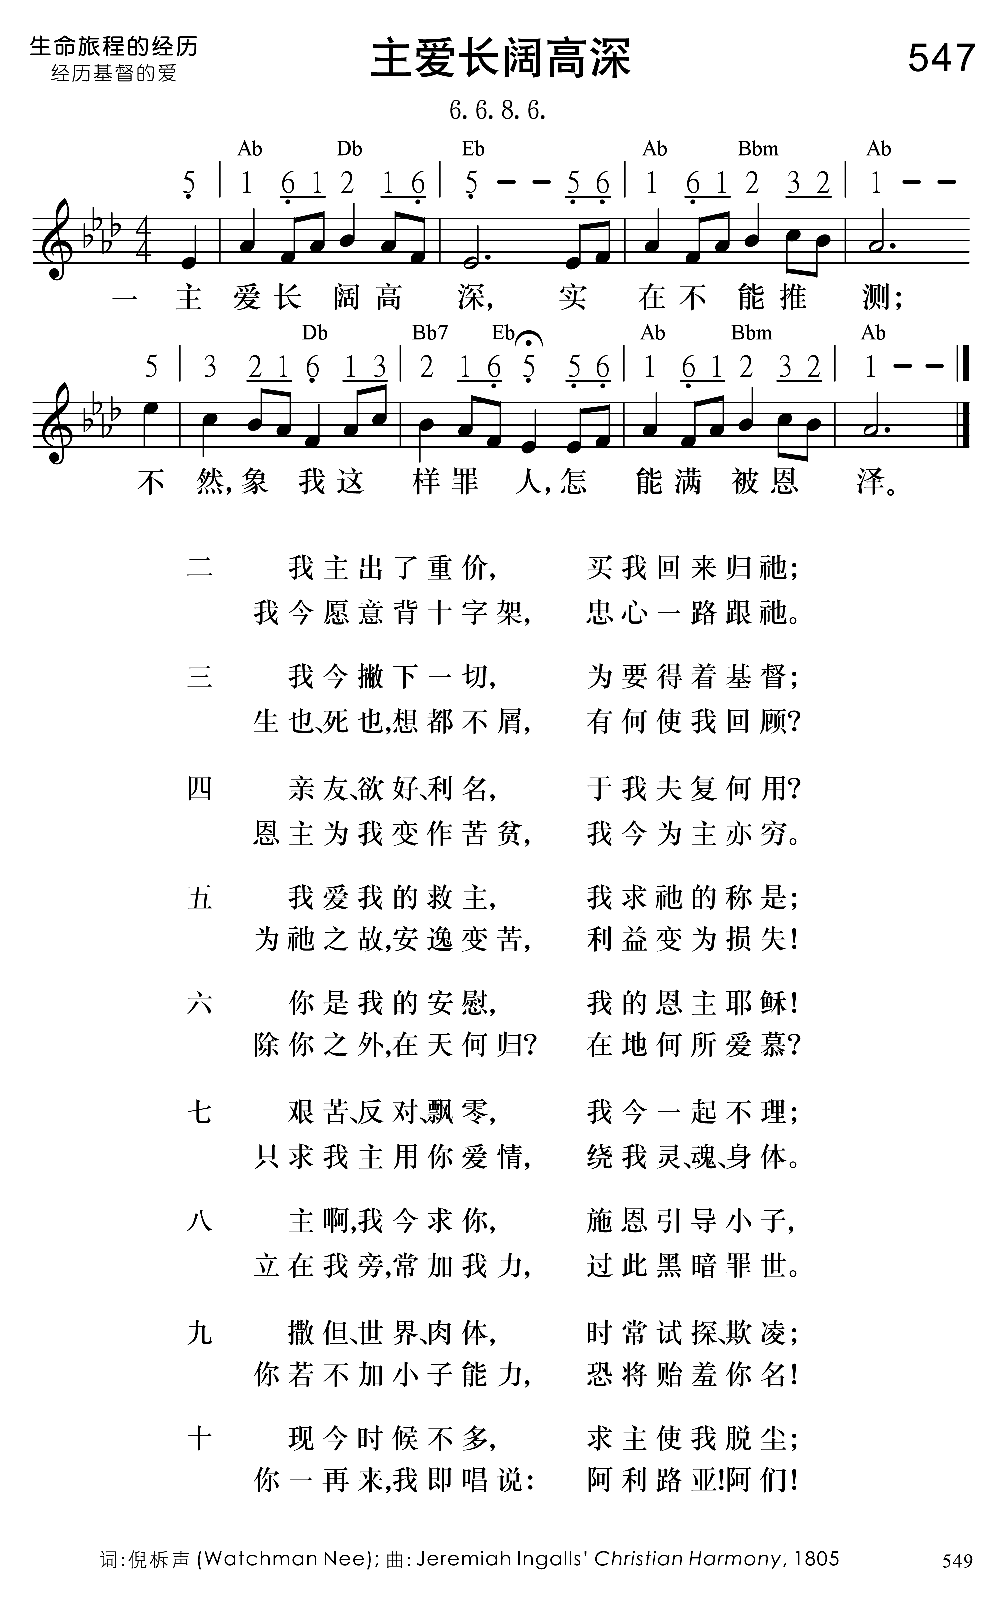 生命旅程的经历
经历基督的爱
主爱长阔高深
547
6.6.8.6.
Ab Db Eb Ab Bbm Ab
5 | 1 6 1 2 1 6 | 5 – – 5 6 | 1 6 1 2 3 2 | 1 – –
4
4
一 主 爱长 阔高 深, 实 在不 能推 测;
Db Bb7 Eb Ab Bbm Ab
5 | 3 2 1 6 1 3 | 2 1 6 5 5 6 | 1 6 1 2 3 2 | 1 – –
不 然,象 我这 样罪 人,怎 能满 被恩 泽。
二 我主出了重价, 买我回来归祂;
我今愿意背十字架, 忠心一路跟祂。
三 我今撇下一切, 为要得着基督;
生也、死也,想都不屑, 有何使我回顾?
四 亲友、欲好、利名, 于我夫复何用?
恩主为我变作苦贫, 我今为主亦穷。
五 我爱我的救主, 我求祂的称是;
为祂之故,安逸变苦, 利益变为损失!
六 你是我的安慰, 我的恩主耶稣!
除你之外,在天何归? 在地何所爱慕?
七 艰苦、反对、飘零, 我今一起不理;
只求我主用你爱情, 绕我灵、魂、身体。
八 主啊,我今求你, 施恩引导小子,
立在我旁,常加我力, 过此黑暗罪世。
九 撒但、世界、肉体, 时常试探、欺凌;
你若不加小子能力, 恐将贻羞你名!
十 现今时候不多, 求主使我脱尘;
你一再来,我即唱说: 阿利路亚!阿们!
词:倪柝声 (Watchman Nee); 曲: Jeremiah Ingalls' Christian Harmony, 1805
549